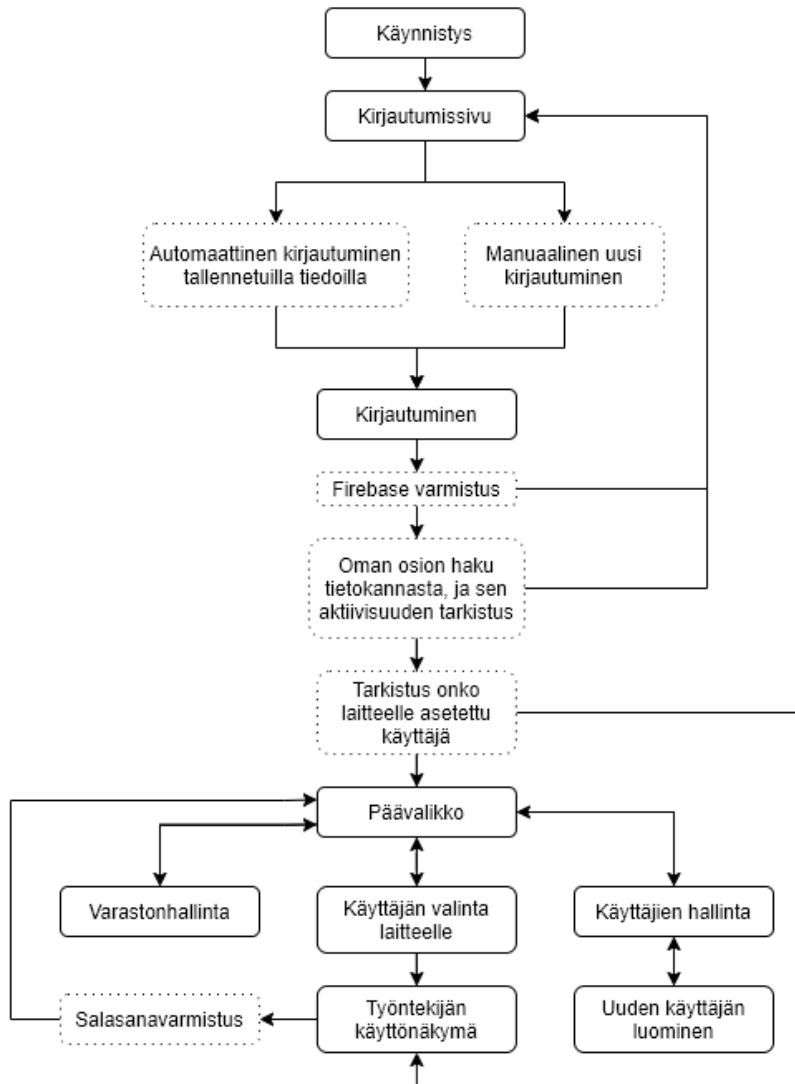 Käynnistys
Kirjautumissivu
Automaattinen kirjautuminen
tallennetuilla tiedoilla
Manuaalinen uusi
kirjautuminen
Kirjautuminen
Firebase varmistus
Oman osion haku
tietokannasta, ja sen
aktiivisuuden tarkistus
Tarkistus onko
laitteelle asetettu
käyttäjä
Päävalikko
Varastonhallinta
Käyttäjän valinta
laitteelle
Käyttäjien hallinta
Salasanavarmistus
Työntekijän
käyttönäkymä
Uuden käyttäjän
luominen